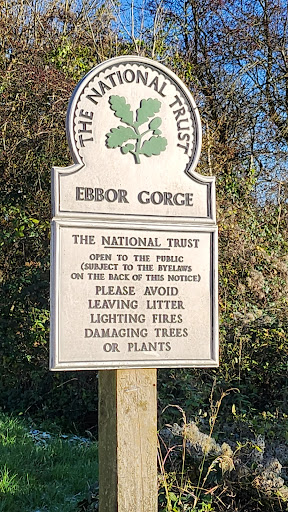 THE NATIONAL TRUST
EBBOR GORGE
THE NATIONAL TRUST
OPEN TO THE PUBLIC
(SUBJECT TO THE BYELAWS
ON THE BACK OF THIS NOTICE)
PLEASE AVOID
LEAVING LITTER
LIGHTING FIRES
DAMAGING TREES
OR PLANTS